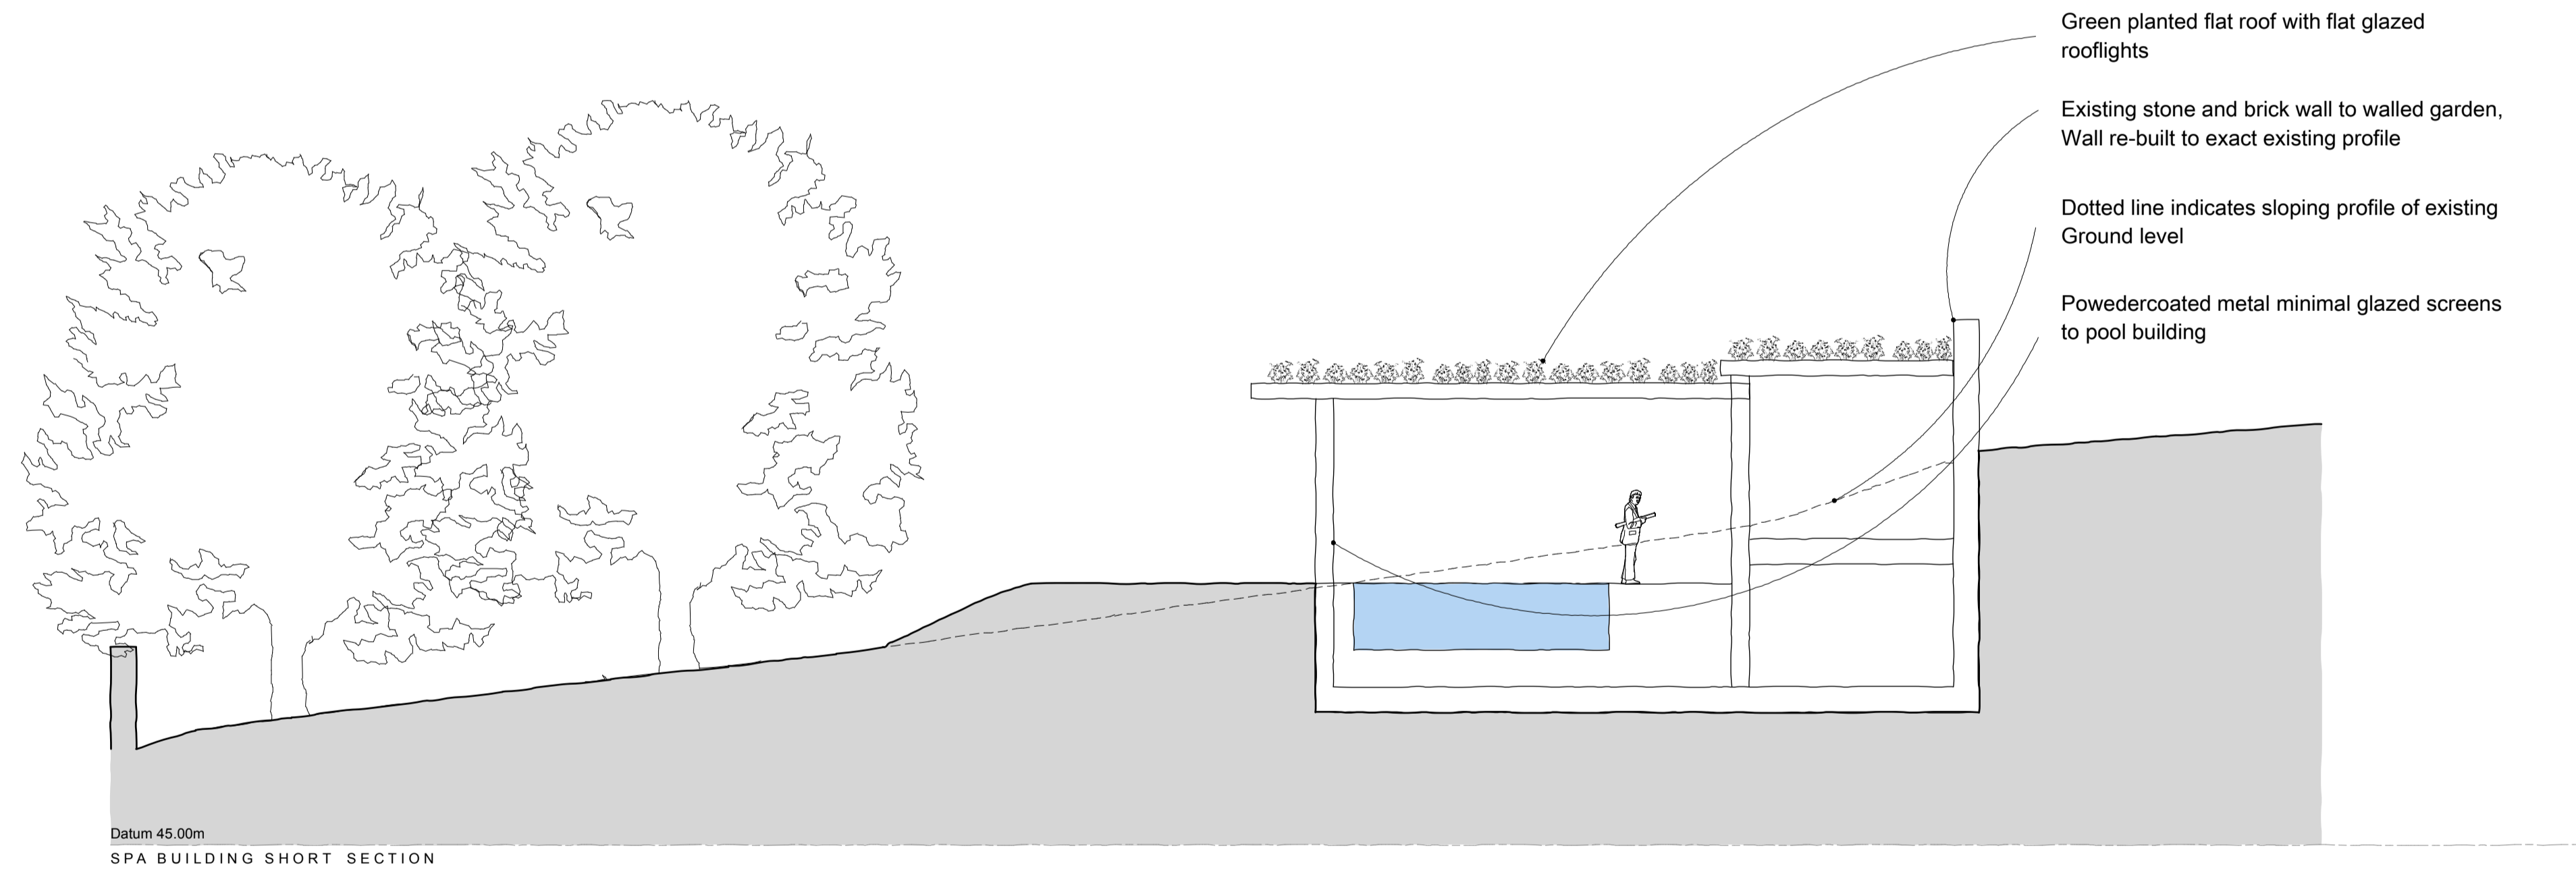 Green planted flat roof with flat glazed
rooflights
Existing stone and brick wall to walled garden,
Wall re-built to exact existing profile
Dotted line indicates sloping profile of existing
Ground level
Powedercoated metal minimal glazed screens
to pool building
Datum 45.00m
SPA BUILDING SHORT SECTION